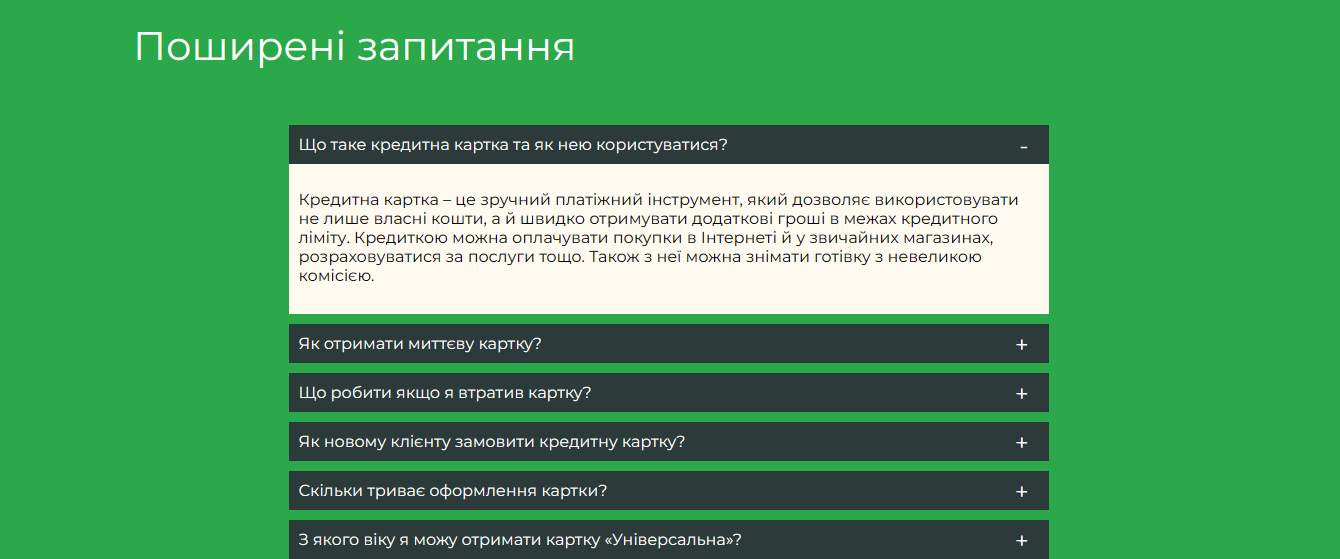 Поширені запитання
Що таке кредитна картка та як нею користуватися?
-
Кредитна картка – це зручний платіжний інструмент, який дозволяє використовувати
не лише власні кошти, а й швидко отримувати додаткові гроші в межах кредитного
ліміту. Кредиткою можна оплачувати покупки в Інтернеті й у звичайних магазинах,
розраховуватися за послуги тощо. Також з неї можна знімати готівку з невеликою
комісією.
Як отримати миттєву картку?
+
Що робити якщо я втратив картку?
+
Як новому клієнту замовити кредитну картку?
+
Скільки триває оформлення картки?
+
З якого віку я можу отримати картку «Універсальна»?
+